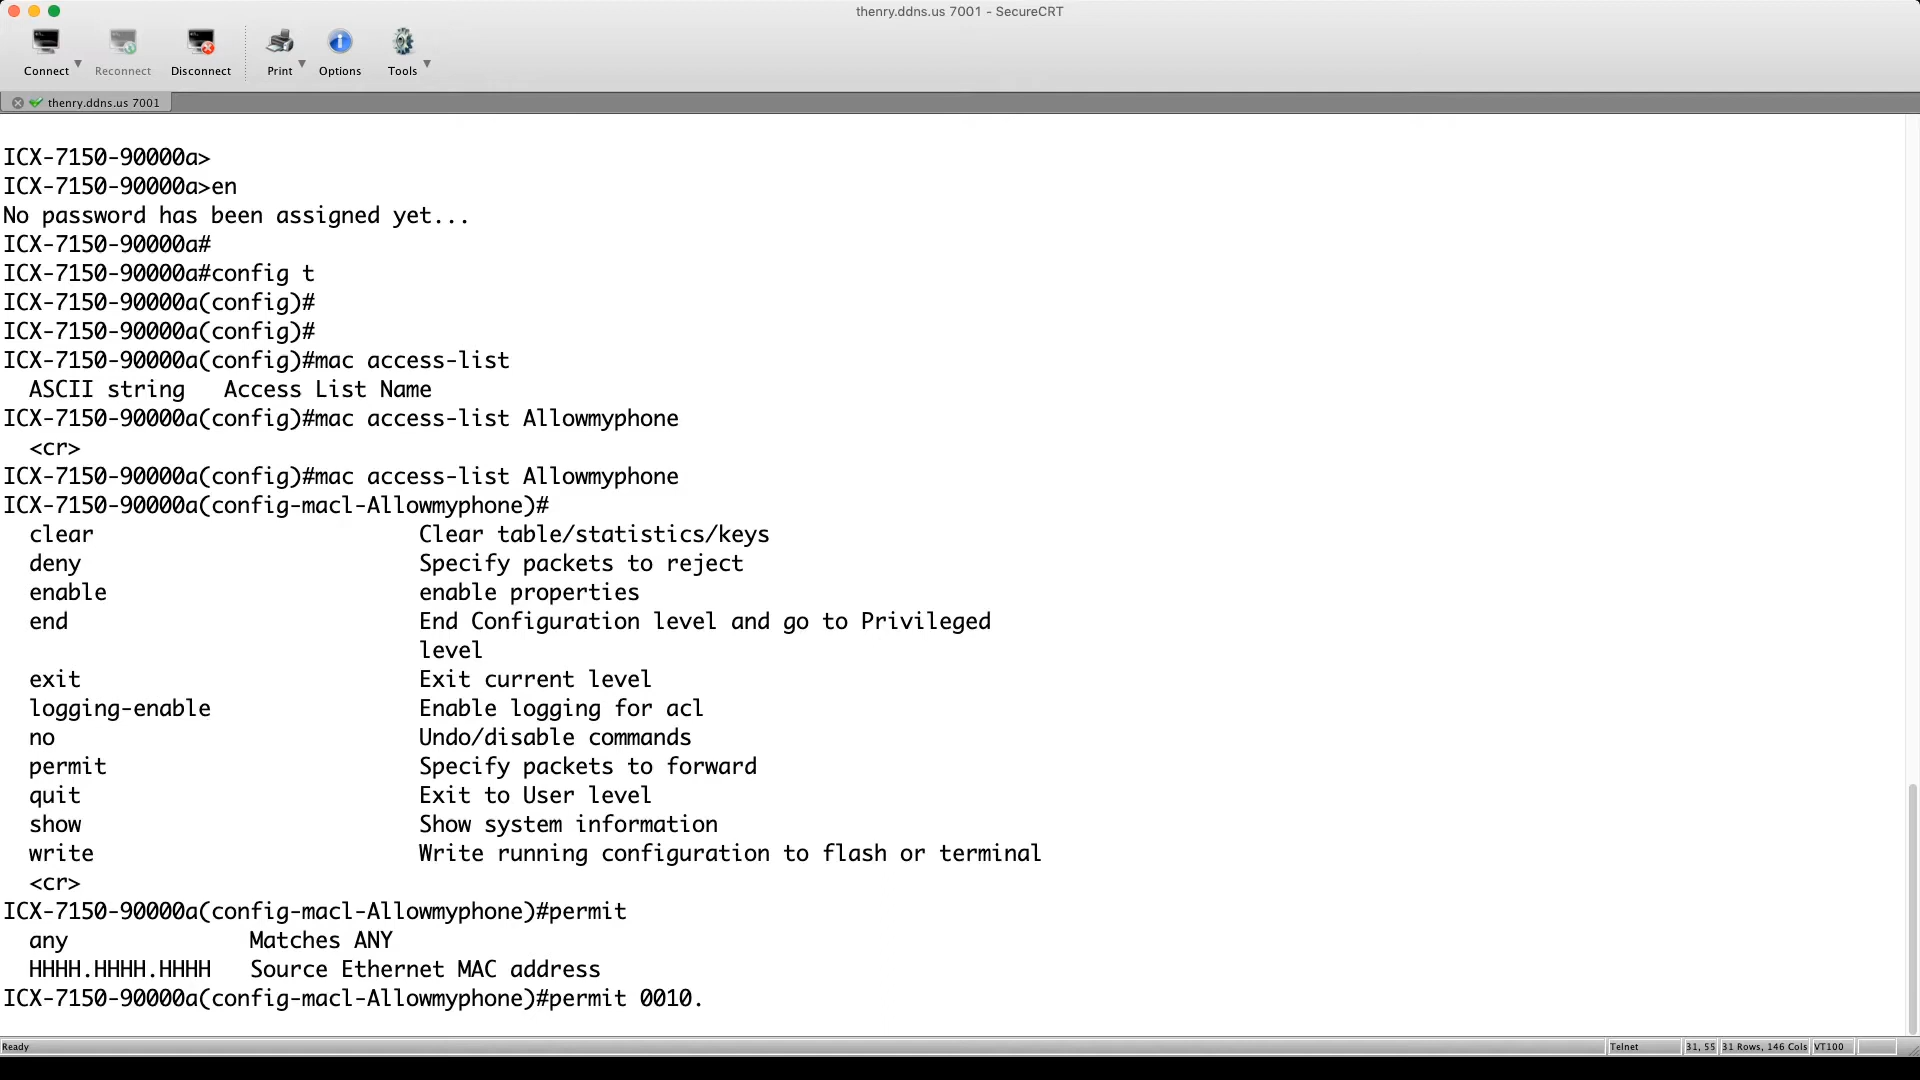 thenry.ddns.us 7001 - SecureCRT
Connect Reconnect Disconnect Print Options Tools
thenry.ddns.us 7001
ICX-7150-90000a>
ICX-7150-90000a>en
No password has been assigned yet...
ICX-7150-90000a#
ICX-7150-90000a#config t
ICX-7150-90000a(config)#
ICX-7150-90000a(config)#
ICX-7150-90000a(config)#mac access-list
ASCII string Access List Name
ICX-7150-90000a(config)#mac access-list Allowmyphone
<cr>
ICX-7150-90000a(config)#mac access-list Allowmyphone
ICX-7150-90000a(config-macl-Allowmyphone)#
clear Clear table/statistics/keys
deny Specify packets to reject
enable enable properties
end End Configuration level and go to Privileged
level
exit Exit current level
logging-enable Enable logging for acl
no Undo/disable commands
permit Specify packets to forward
quit Exit to User level
show Show system information
write Write running configuration to flash or terminal
<cr>
ICX-7150-90000a(config-macl-Allowmyphone)#permit
any Matches ANY
HHHH.HHHH.HHHH Source Ethernet MAC address
ICX-7150-90000a(config-macl-Allowmyphone)#permit 0010.
Ready Telnet 31, 55 31 Rows, 146 Cols VT100